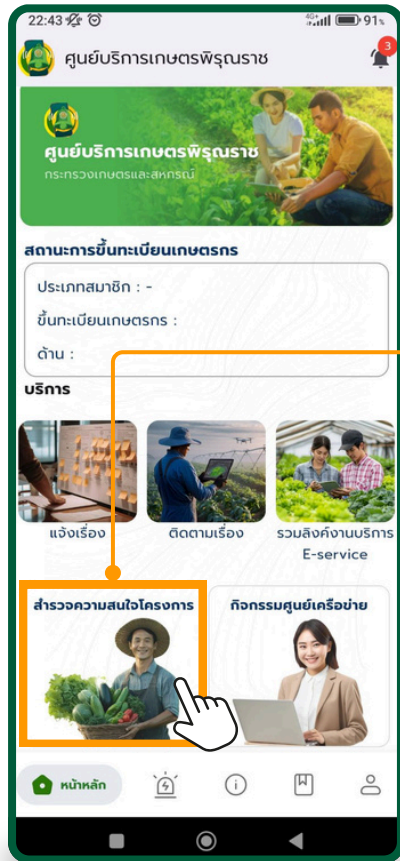 22:43
4G+
91%
ศูนย์บริการเกษตรพิรุณราช
3
ศูนย์บริการเกษตรพิรุณราช
กระทรวงเกษตรและสหกรณ์
สถานะการขึ้นทะเบียนเกษตรกร
ประเภทสมาชิก : -
ขึ้นทะเบียนเกษตรกร :
ด้าน :
บริการ
แจ้งเรื่อง
ติดตามเรื่อง
รวมลิงค์งานบริการ
E-service
สำรวจความสนใจโครงการ
กิจกรรมศูนย์เครือข่าย
หน้าหลัก